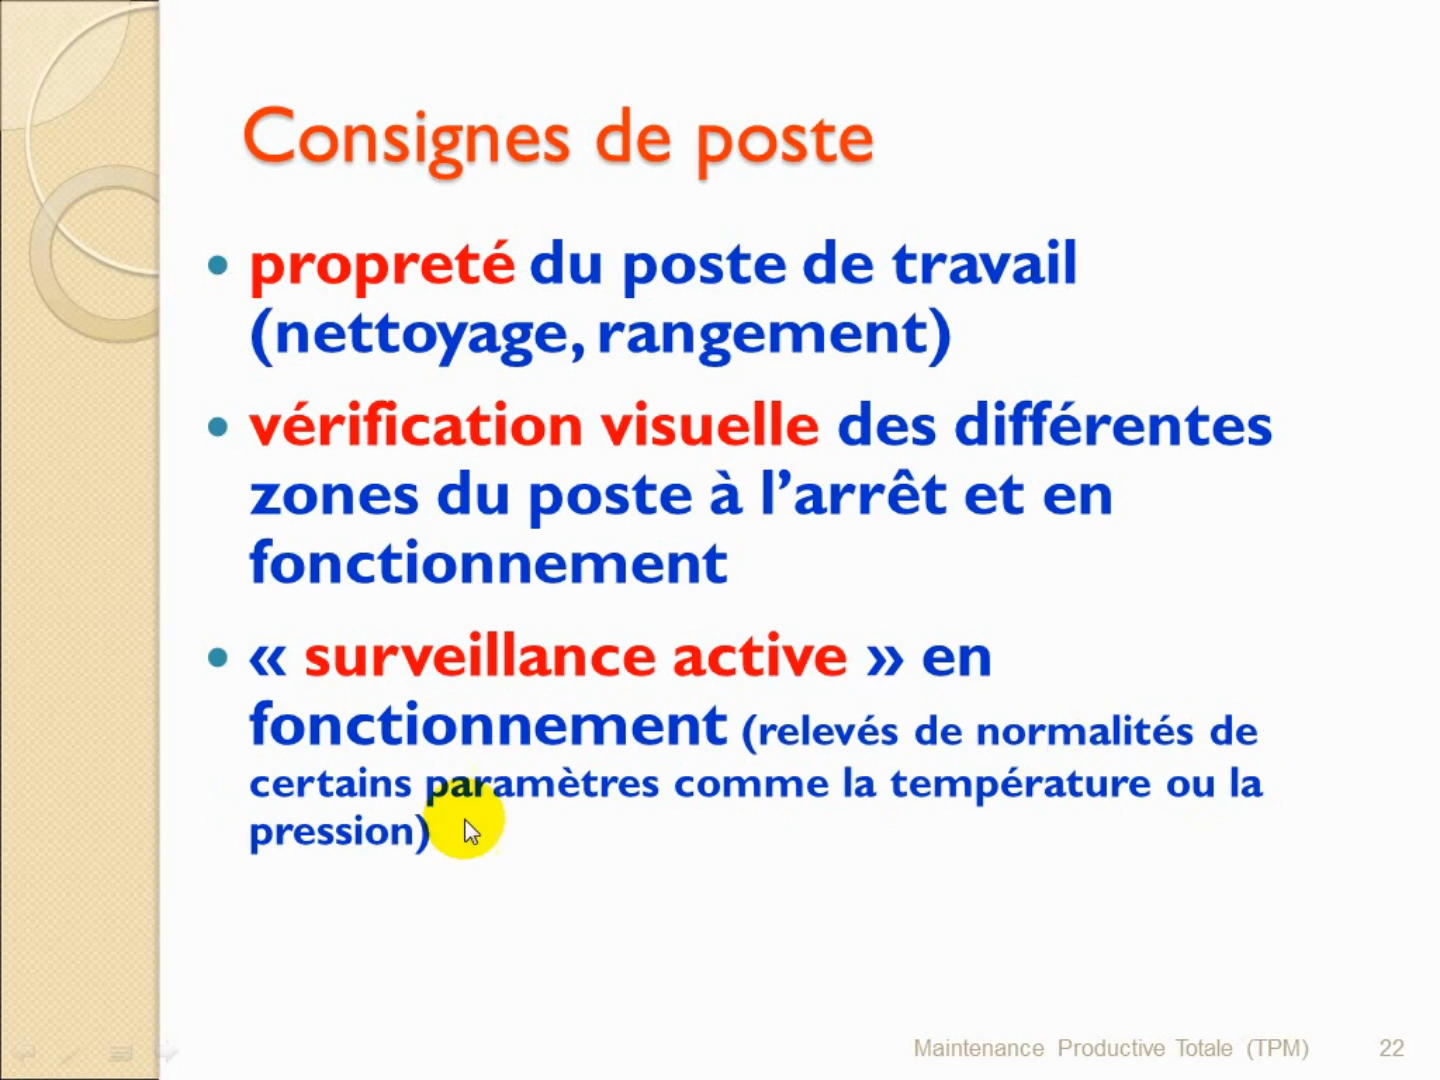 Consignes de poste
• propreté du poste de travail
(nettoyage, rangement)
• vérification visuelle des différentes
zones du poste à l’arrêt et en
fonctionnement
• « surveillance active » en
fonctionnement (relevés de normalités de
certains paramètres comme la température ou la
pression)
Maintenance Productive Totale (TPM) 22